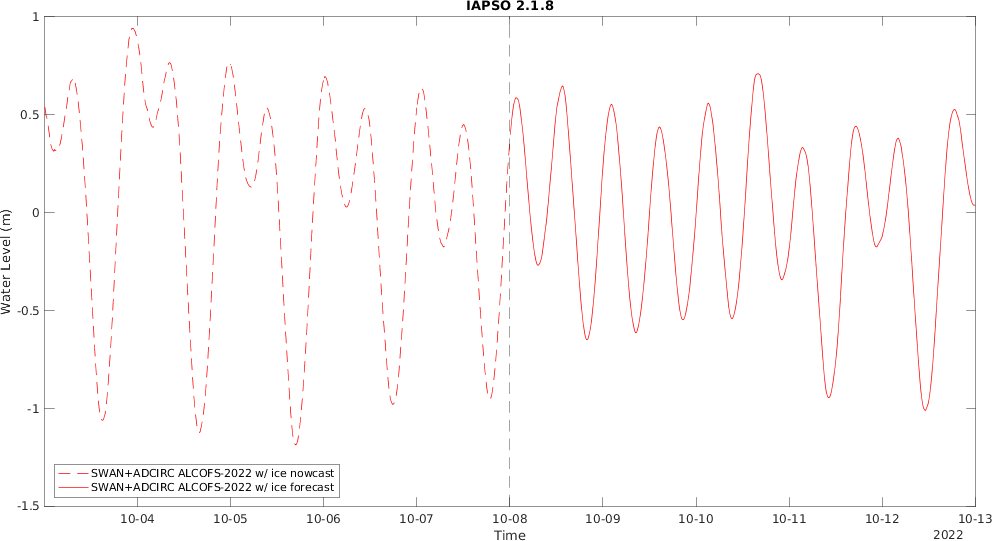 IAPSO 2.1.8
1
0.5
0
-0.5
-1
-1.5
Water Level (m)
SWAN+ADCIRC ALCOFS-2022 w/ ice nowcast
SWAN+ADCIRC ALCOFS-2022 w/ ice forecast
10-04 10-05 10-06 10-07 10-08 10-09 10-10 10-11 10-12 10-13
Time
2022